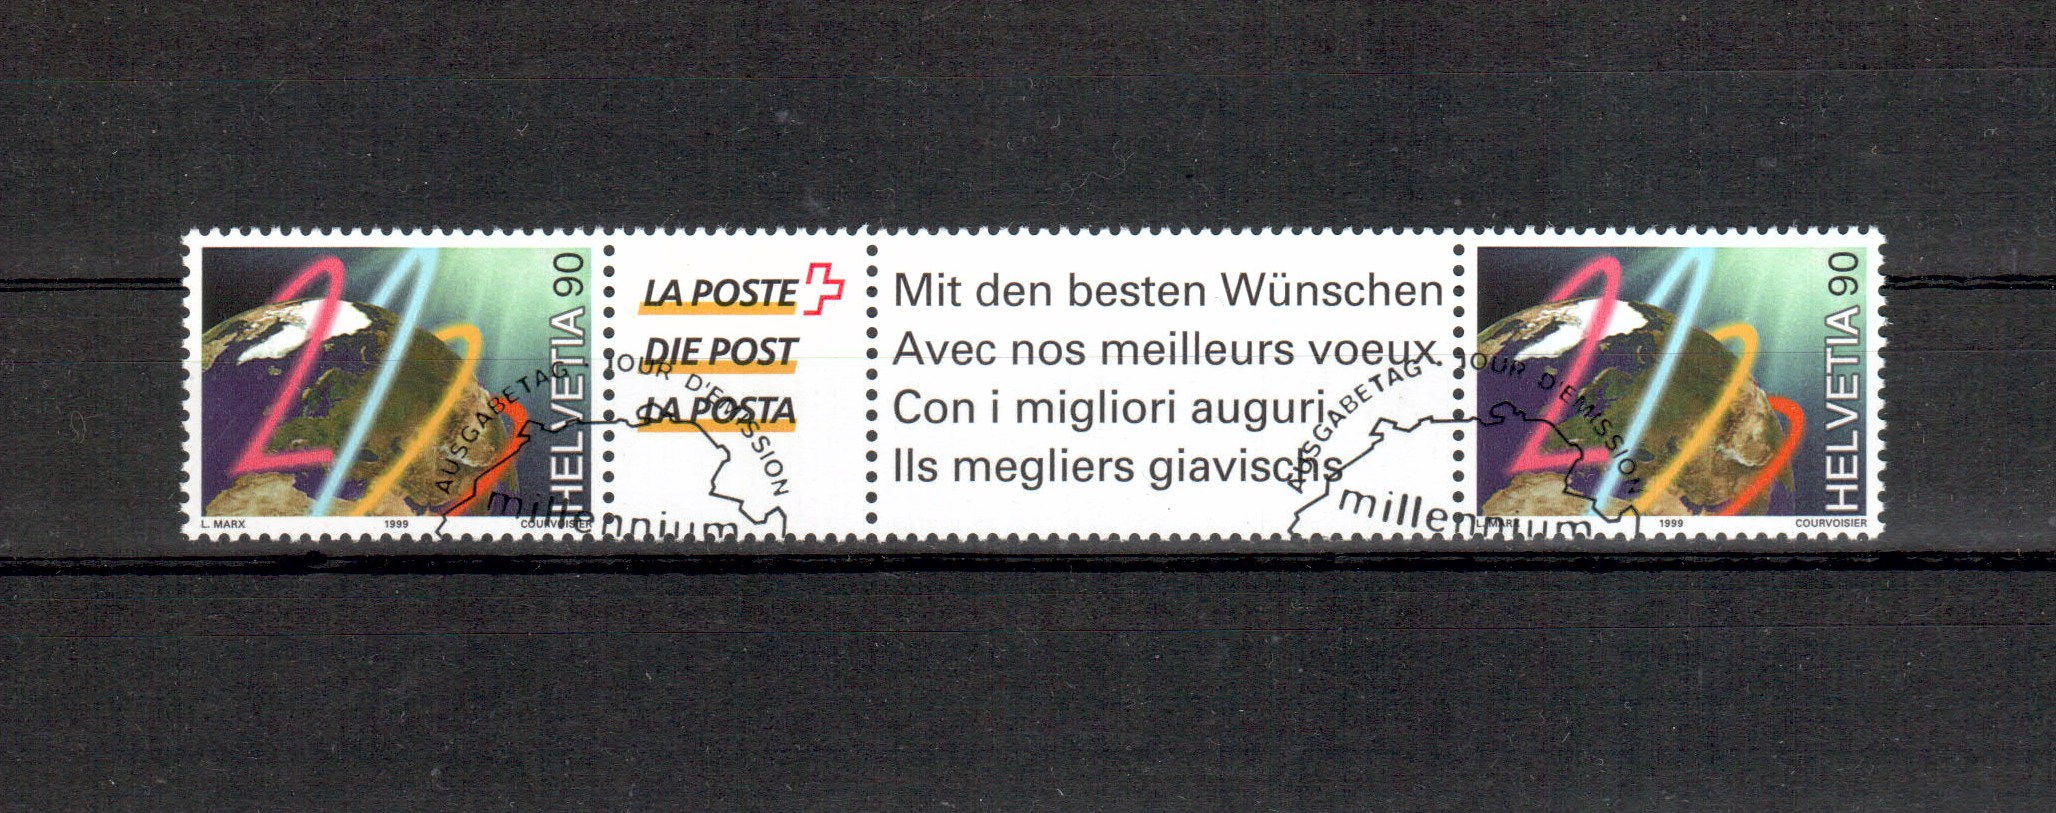 HELVETIA 90
L. MARX 1999 COURVOISIER
LA POSTE
DIE POST
LA POSTA
AUSGABETAG · JOUR D'EMISSION
millennium
Mit den besten Wünschen
Avec nos meilleurs voeux
Con i migliori auguri
Ils megliers giavischs
AUSGABETAG · JOUR D'EMISSION
millennium
HELVETIA 90
L. MARX 1999 COURVOISIER